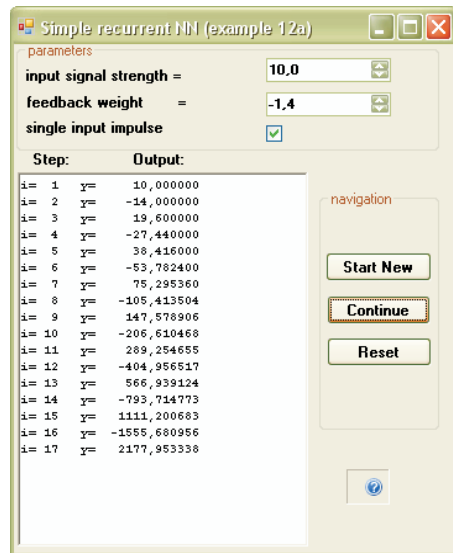 Simple recurrent NN (example 12a)
parameters
input signal strength = 10,0
feedback weight = -1,4
single input impulse
Step: Output:
i= 1 y= 10,000000
i= 2 y= -14,000000
i= 3 y= 19,600000
i= 4 y= -27,440000
i= 5 y= 38,416000
i= 6 y= -53,782400
i= 7 y= 75,295360
i= 8 y= -105,413504
i= 9 y= 147,578906
i= 10 y= -206,610468
i= 11 y= 289,254655
i= 12 y= -404,956517
i= 13 y= 566,939124
i= 14 y= -793,714773
i= 15 y= 1111,200683
i= 16 y= -1555,680956
i= 17 y= 2177,953338
navigation
Start New
Continue
Reset
?